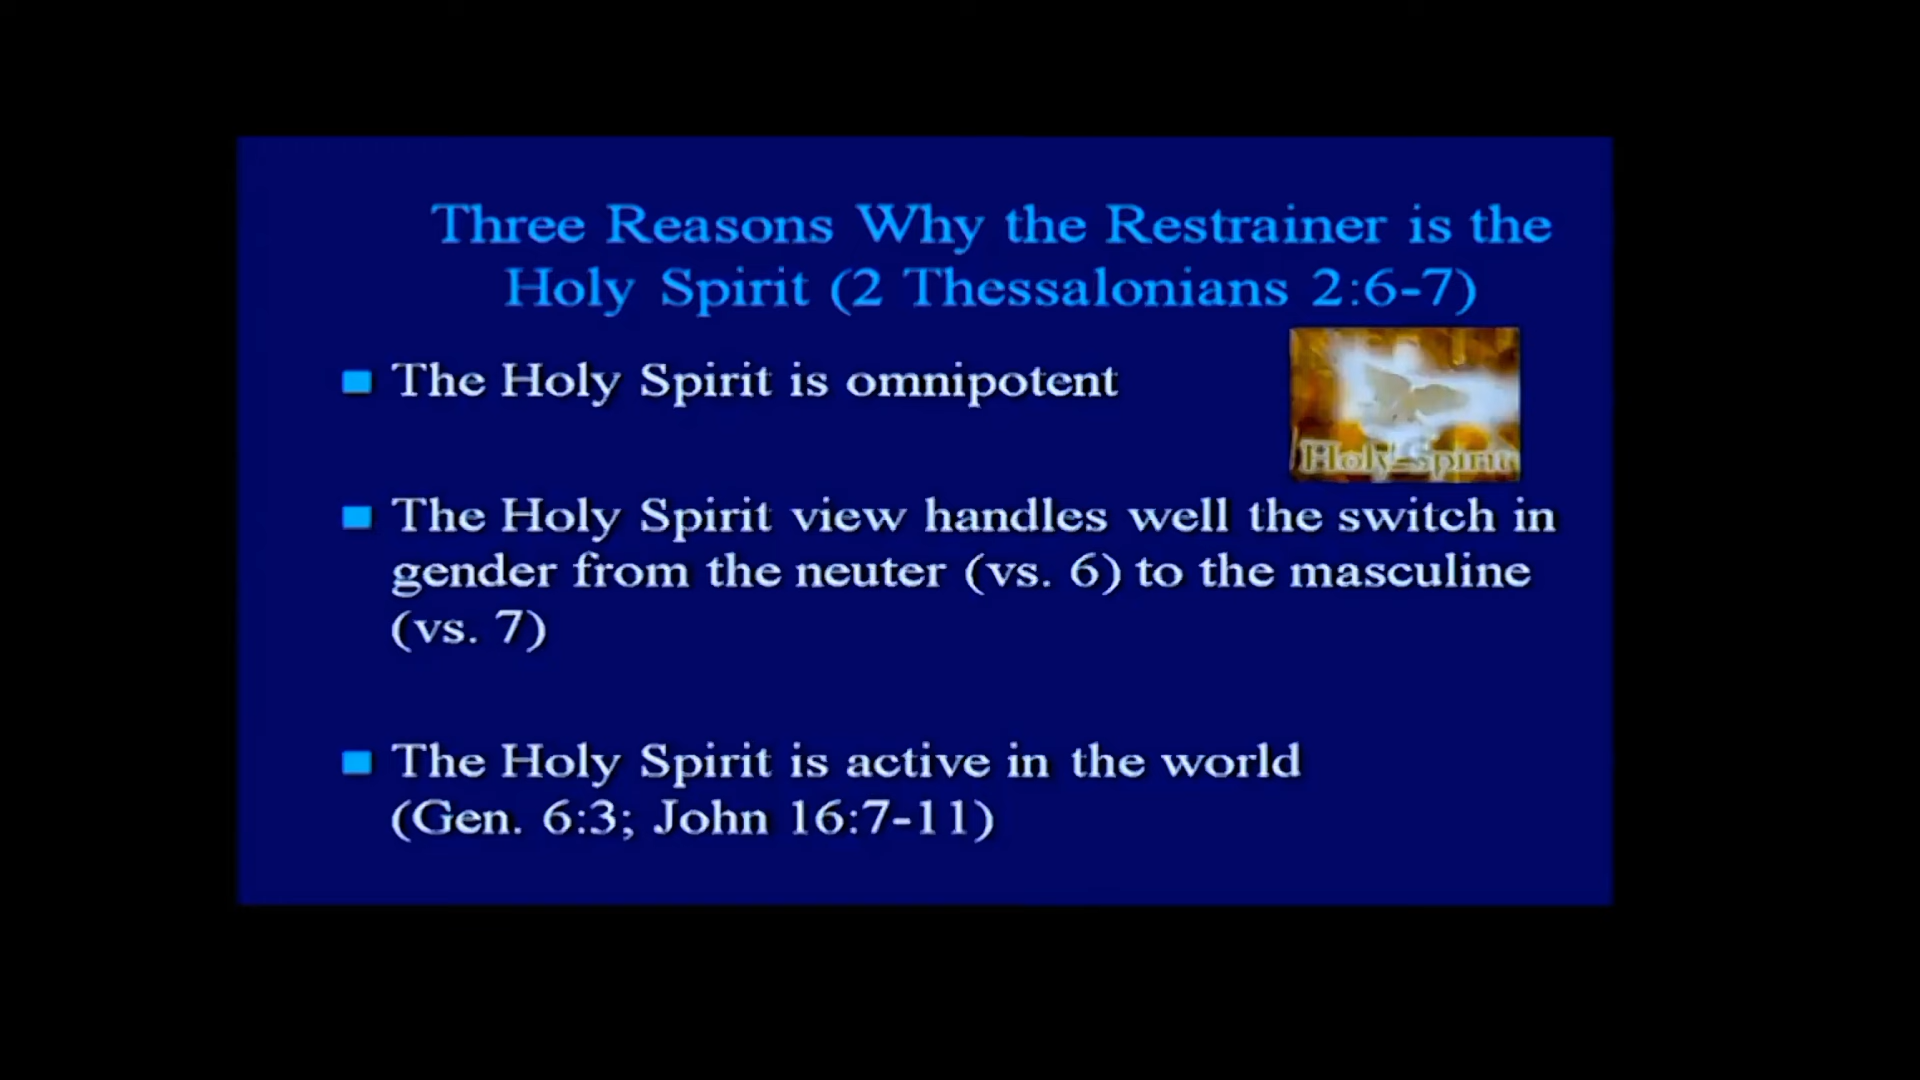 Three Reasons Why the Restrainer is the
Holy Spirit (2 Thessalonians 2:6-7)
The Holy Spirit is omnipotent
Holy Spirit
The Holy Spirit view handles well the switch in
gender from the neuter (vs. 6) to the masculine
(vs. 7)
The Holy Spirit is active in the world
(Gen. 6:3; John 16:7-11)